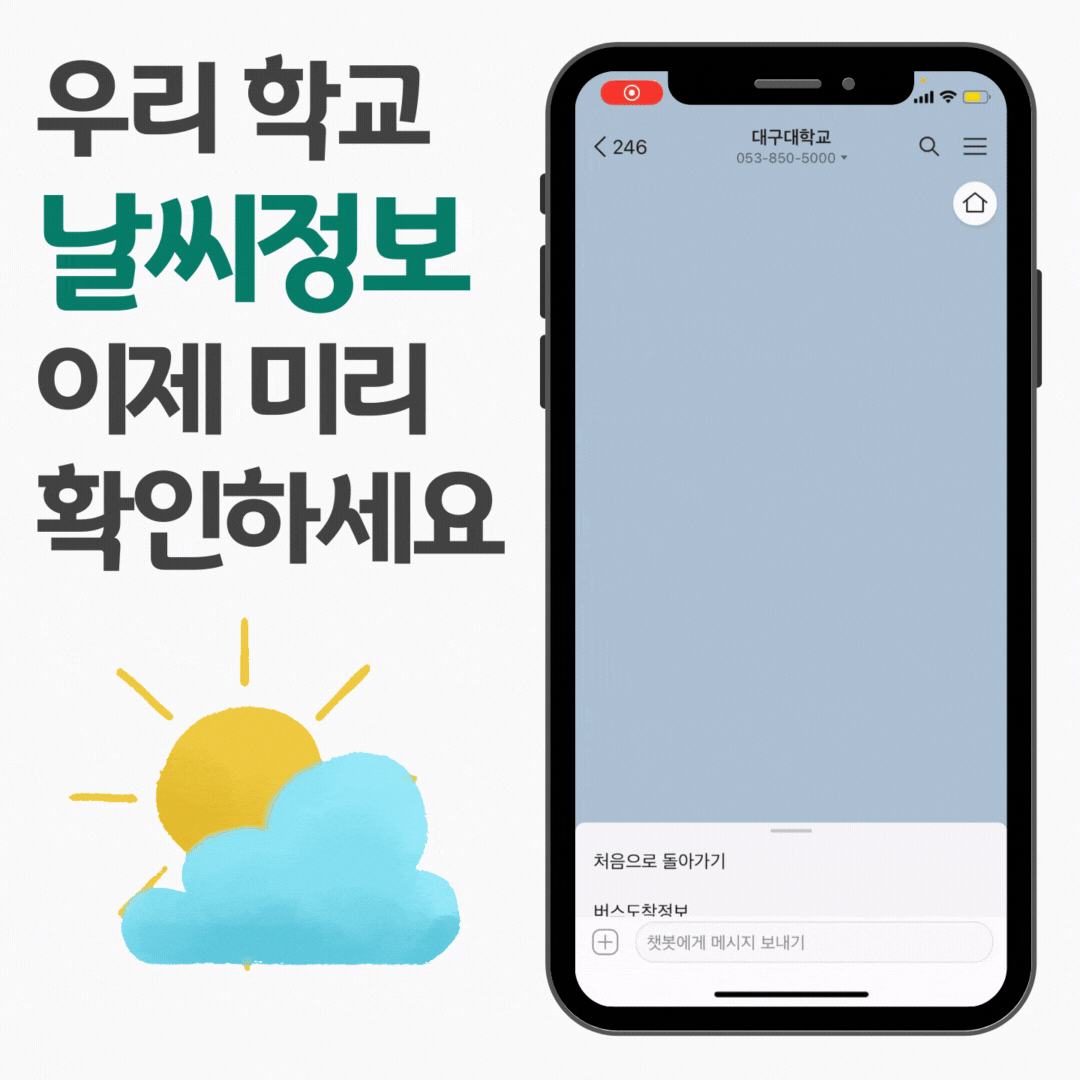 우리 학교
날씨정보
이제 미리
확인하세요
246
대구대학교
053-850-5000
처음으로 돌아가기
버스도착정보
챗봇에게 메시지 보내기